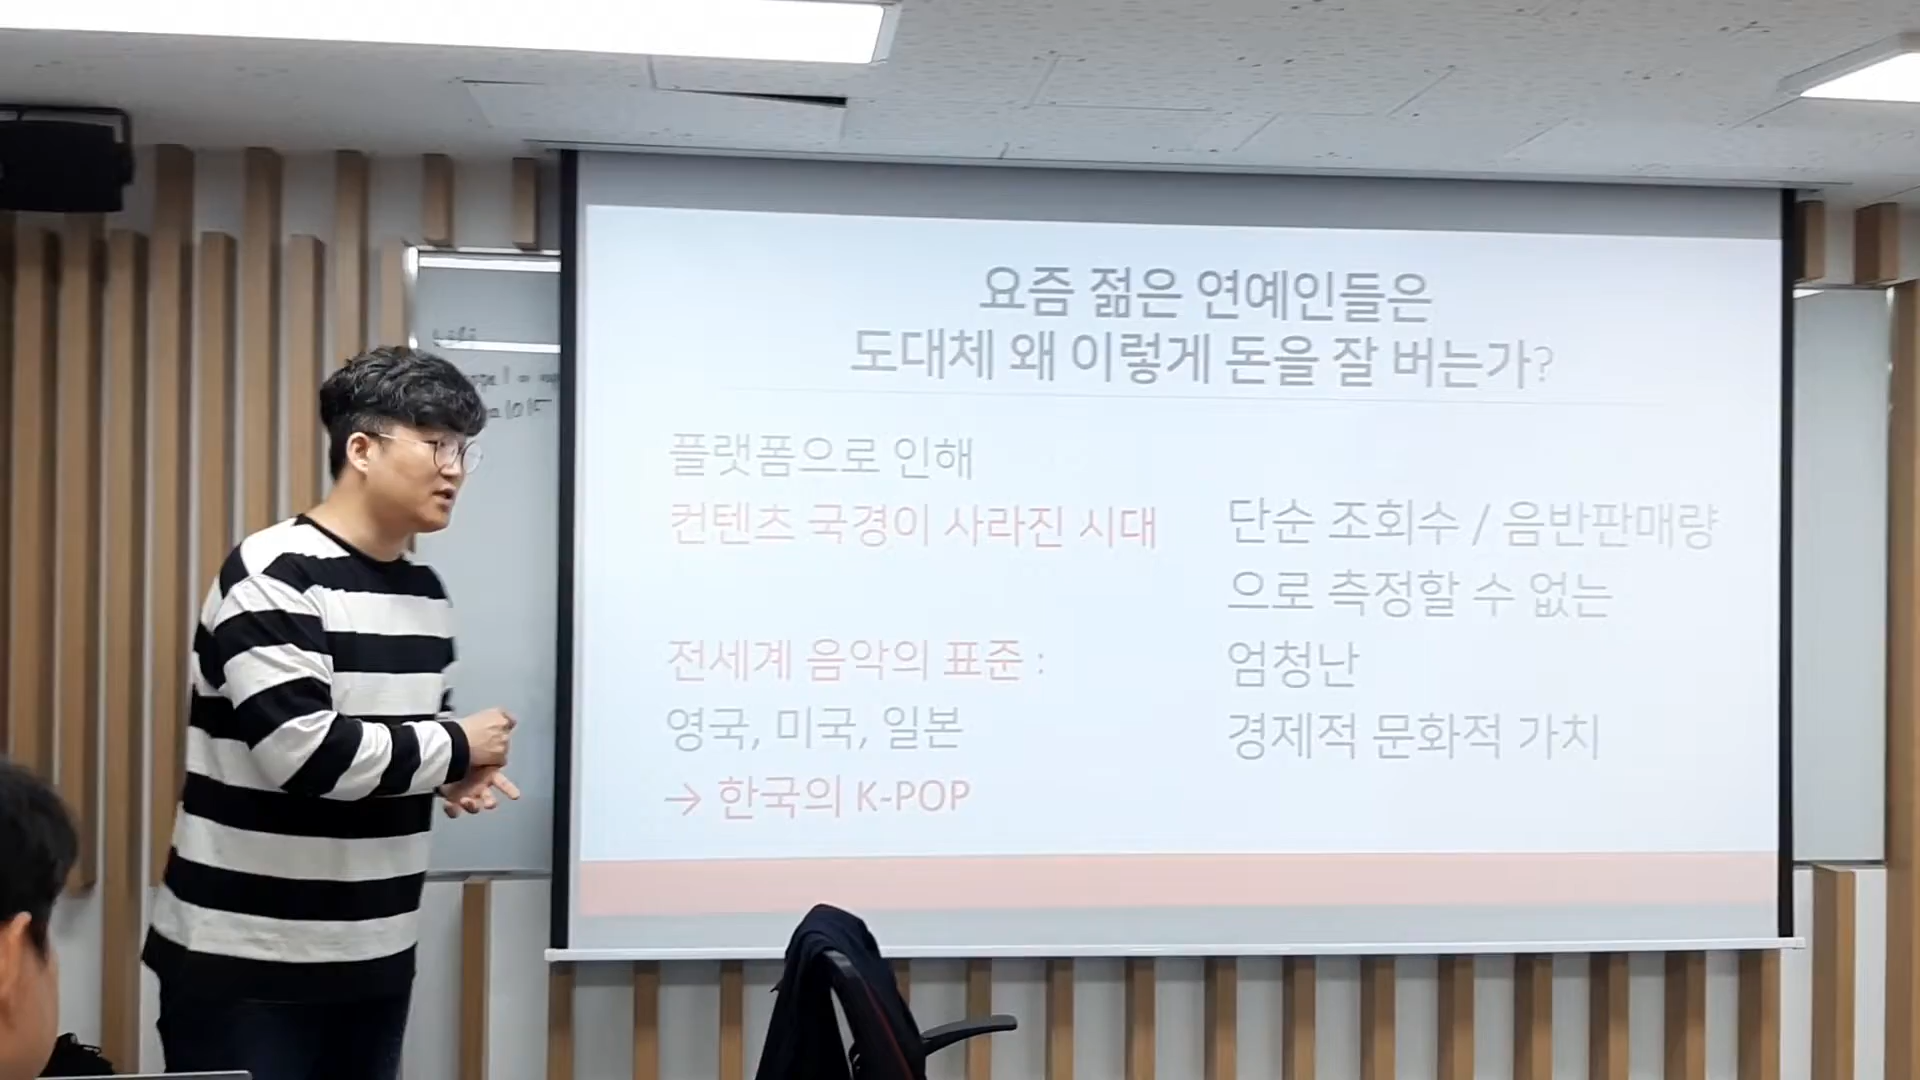 요즘 젊은 연예인들은
도대체 왜 이렇게 돈을 잘 버는가?
플랫폼으로 인해
컨텐츠 국경이 사라진 시대
전세계 음악의 표준 :
영국, 미국, 일본
→ 한국의 K-POP
단순 조회수 / 음반판매량
으로 측정할 수 없는
엄청난
경제적 문화적 가치